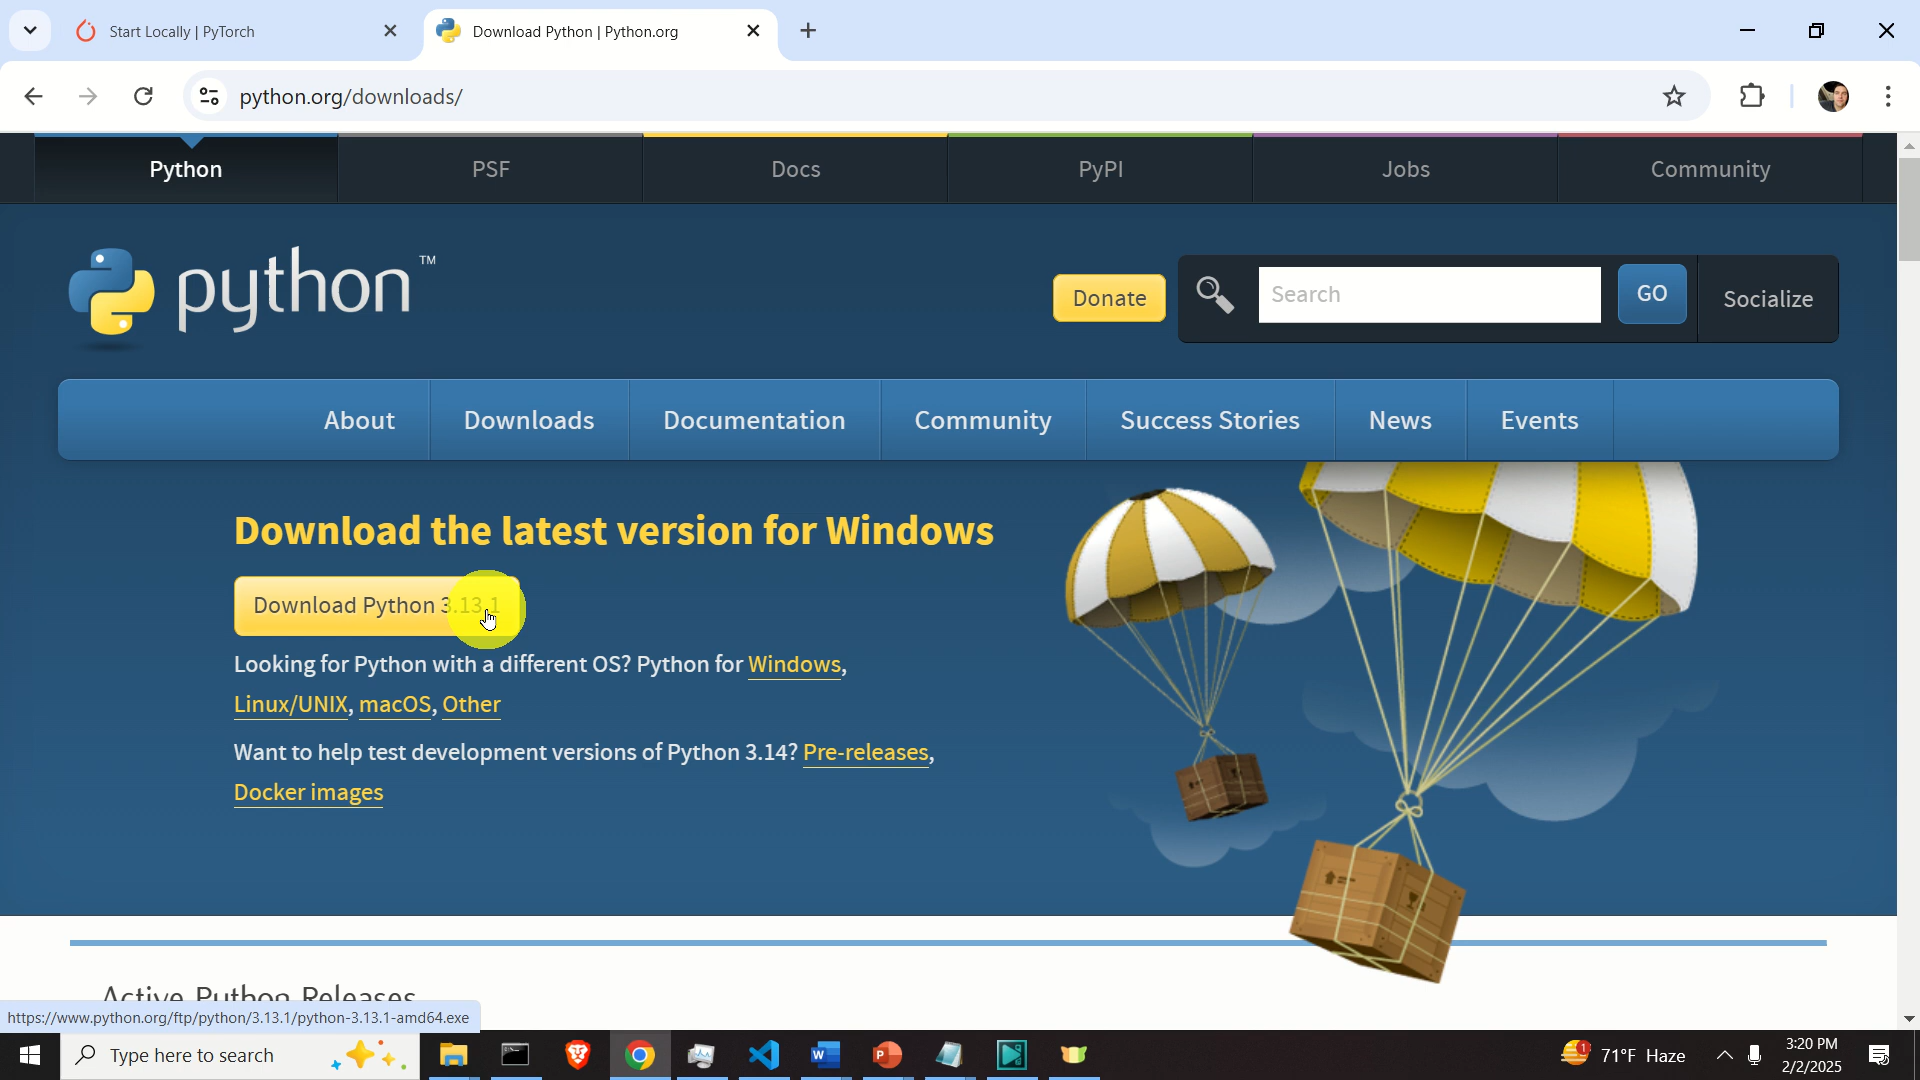 Start Locally | PyTorch
Download Python | Python.org
python.org/downloads/
Python
PSF
Docs
PyPI
Jobs
Community
python™
Donate
Search
GO
Socialize
About
Downloads
Documentation
Community
Success Stories
News
Events
Download the latest version for Windows
Download Python 3.13.1
Looking for Python with a different OS? Python for Windows,
Linux/UNIX, macOS, Other
Want to help test development versions of Python 3.14? Pre-releases,
Docker images
Active Python Releases
https://www.python.org/ftp/python/3.13.1/python-3.13.1-amd64.exe
Type here to search
1
71°F Haze
3:20 PM
2/2/2025